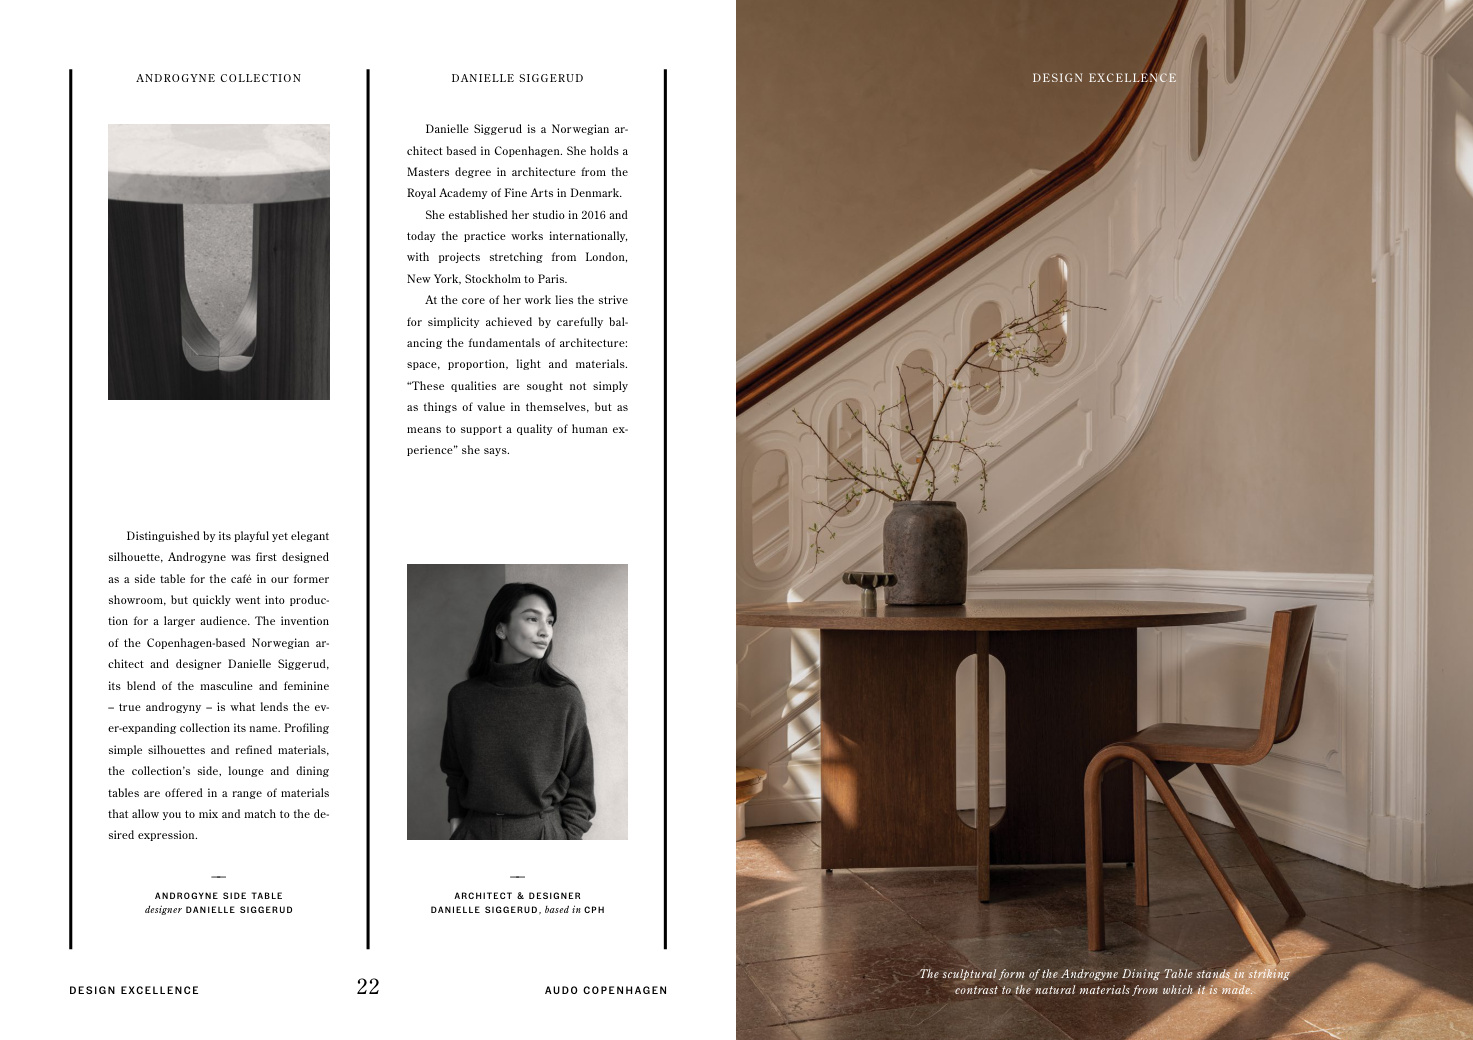 ANDROGYNE COLLECTION
Distinguished by its playful yet elegant
silhouette, Androgyne was first designed
as a side table for the café in our former
showroom, but quickly went into produc-
tion for a larger audience. The invention
of the Copenhagen-based Norwegian ar-
chitect and designer Danielle Siggerud,
its blend of the masculine and feminine
– true androgyny – is what lends the ev-
er-expanding collection its name. Profiling
simple silhouettes and refined materials,
the collection’s side, lounge and dining
tables are offered in a range of materials
that allow you to mix and match to the de-
sired expression.
—
ANDROGYNE SIDE TABLE
designer DANIELLE SIGGERUD
DANIELLE SIGGERUD
Danielle Siggerud is a Norwegian ar-
chitect based in Copenhagen. She holds a
Masters degree in architecture from the
Royal Academy of Fine Arts in Denmark.
She established her studio in 2016 and
today the practice works internationally,
with projects stretching from London,
New York, Stockholm to Paris.
At the core of her work lies the strive
for simplicity achieved by carefully bal-
ancing the fundamentals of architecture:
space, proportion, light and materials.
“These qualities are sought not simply
as things of value in themselves, but as
means to support a quality of human ex-
perience” she says.
—
ARCHITECT & DESIGNER
DANIELLE SIGGERUD, based in CPH
DESIGN EXCELLENCE
22
AUDO COPENHAGEN
DESIGN EXCELLENCE
The sculptural form of the Androgyne Dining Table stands in striking
contrast to the natural materials from which it is made.